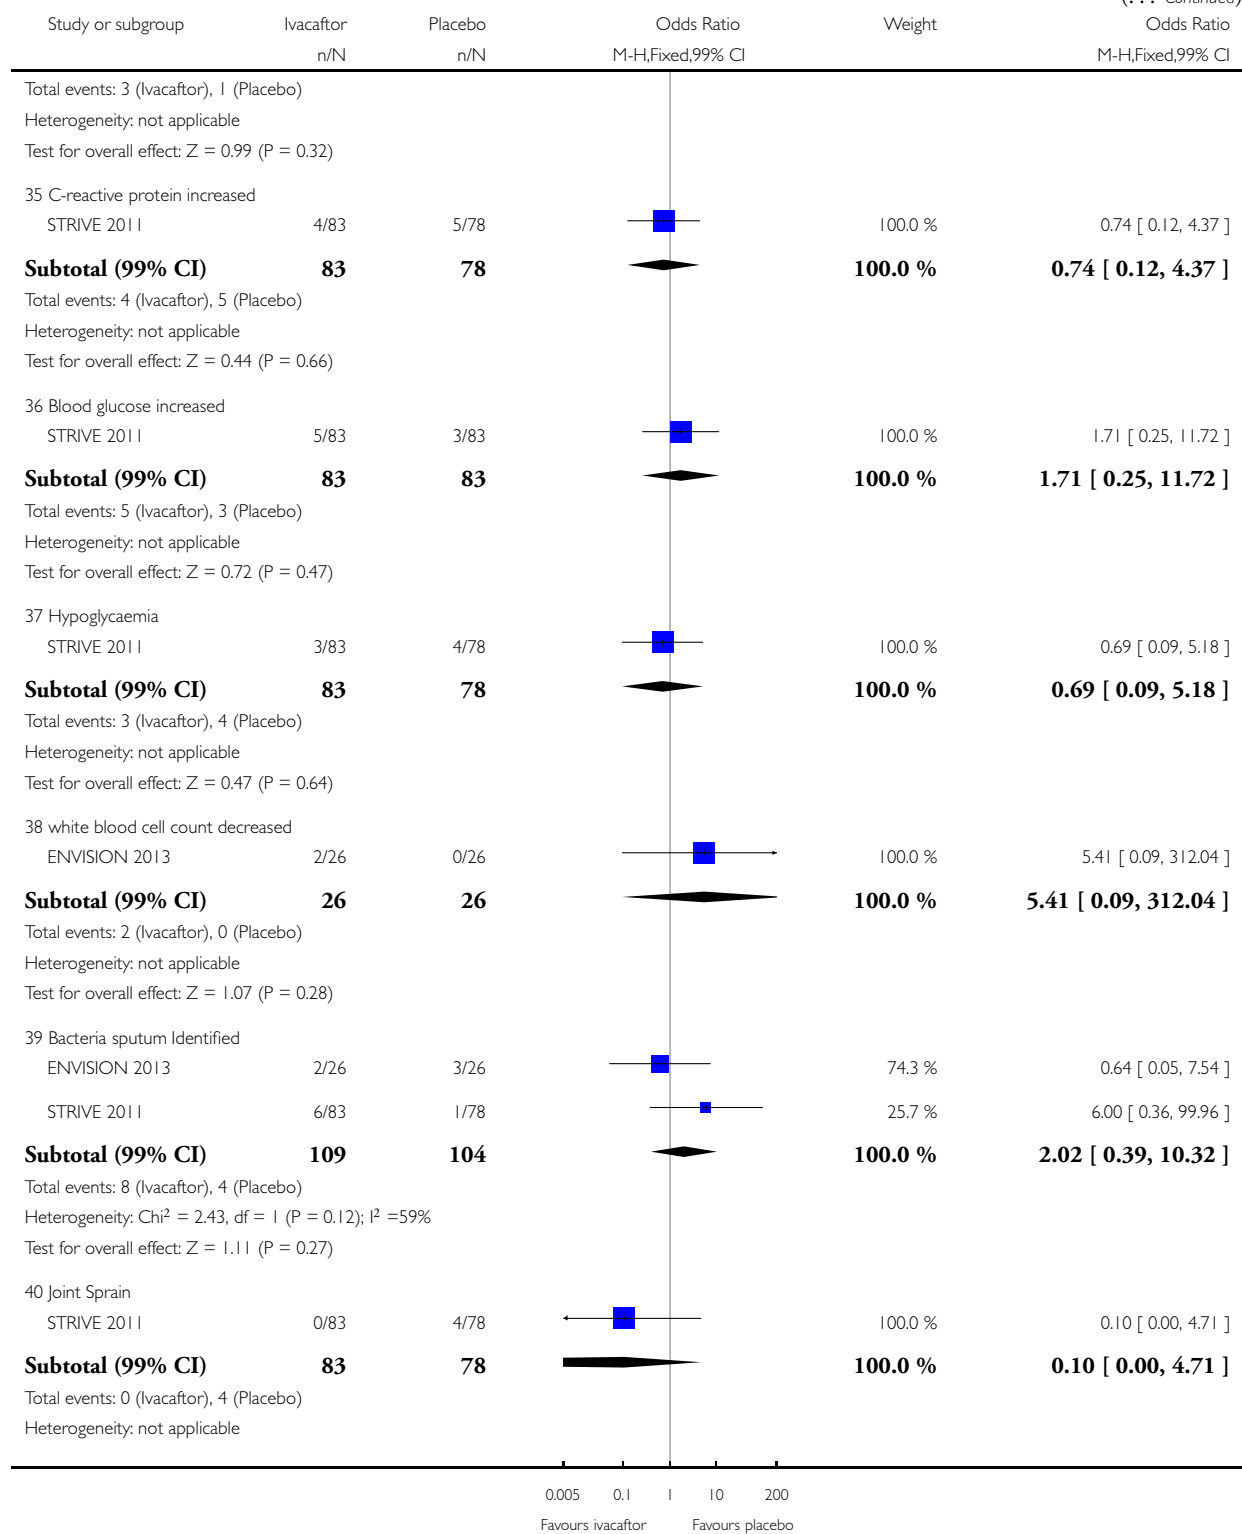 (... Continued)
Study or subgroup Ivacaftor Placebo Odds Ratio Weight Odds Ratio
n/N n/N M-H,Fixed,99% CI M-H,Fixed,99% CI
Total events: 3 (Ivacaftor), 1 (Placebo)
Heterogeneity: not applicable
Test for overall effect: Z = 0.99 (P = 0.32)
35 C-reactive protein increased
STRIVE 2011 4/83 5/78 100.0 % 0.74 [ 0.12, 4.37 ]
Subtotal (99% CI) 83 78 100.0 % 0.74 [ 0.12, 4.37 ]
Total events: 4 (Ivacaftor), 5 (Placebo)
Heterogeneity: not applicable
Test for overall effect: Z = 0.44 (P = 0.66)
36 Blood glucose increased
STRIVE 2011 5/83 3/83 100.0 % 1.71 [ 0.25, 11.72 ]
Subtotal (99% CI) 83 83 100.0 % 1.71 [ 0.25, 11.72 ]
Total events: 5 (Ivacaftor), 3 (Placebo)
Heterogeneity: not applicable
Test for overall effect: Z = 0.72 (P = 0.47)
37 Hypoglycaemia
STRIVE 2011 3/83 4/78 100.0 % 0.69 [ 0.09, 5.18 ]
Subtotal (99% CI) 83 78 100.0 % 0.69 [ 0.09, 5.18 ]
Total events: 3 (Ivacaftor), 4 (Placebo)
Heterogeneity: not applicable
Test for overall effect: Z = 0.47 (P = 0.64)
38 white blood cell count decreased
ENVISION 2013 2/26 0/26 100.0 % 5.41 [ 0.09, 312.04 ]
Subtotal (99% CI) 26 26 100.0 % 5.41 [ 0.09, 312.04 ]
Total events: 2 (Ivacaftor), 0 (Placebo)
Heterogeneity: not applicable
Test for overall effect: Z = 1.07 (P = 0.28)
39 Bacteria sputum Identified
ENVISION 2013 2/26 3/26 74.3 % 0.64 [ 0.05, 7.54 ]
STRIVE 2011 6/83 1/78 25.7 % 6.00 [ 0.36, 99.96 ]
Subtotal (99% CI) 109 104 100.0 % 2.02 [ 0.39, 10.32 ]
Total events: 8 (Ivacaftor), 4 (Placebo)
Heterogeneity: Chi² = 2.43, df = 1 (P = 0.12); I² =59%
Test for overall effect: Z = 1.11 (P = 0.27)
40 Joint Sprain
STRIVE 2011 0/83 4/78 100.0 % 0.10 [ 0.00, 4.71 ]
Subtotal (99% CI) 83 78 100.0 % 0.10 [ 0.00, 4.71 ]
Total events: 0 (Ivacaftor), 4 (Placebo)
Heterogeneity: not applicable
0.005 0.1 1 10 200
Favours ivacaftor Favours placebo